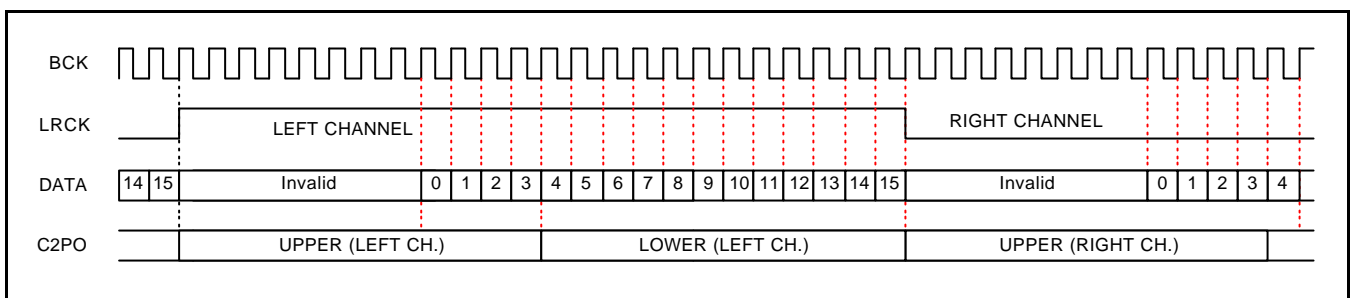 BCK
LRCK LEFT CHANNEL RIGHT CHANNEL
DATA 14 15 Invalid 0 1 2 3 4 5 6 7 8 9 10 11 12 13 14 15 Invalid 0 1 2 3 4
C2PO UPPER (LEFT CH.) LOWER (LEFT CH.) UPPER (RIGHT CH.)